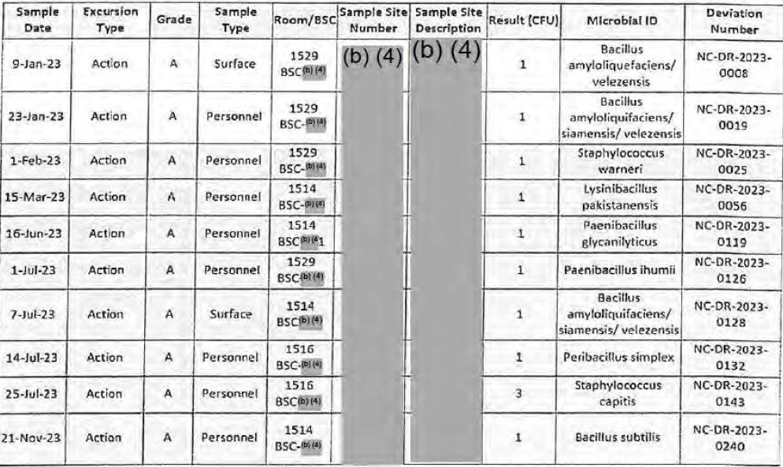 Sample Date Excursion Type Grade Sample Type Room/BSC Sample Site Number Sample Site Description Result (CFU) Microbial ID Deviation Number
9-Jan-23 Action A Surface 1529 BSC(b) (4) (b) (4) (b) (4) 1 Bacillus amyloliquefaciens/ velezensis NC-DR-2023-0008
23-Jan-23 Action A Personnel 1529 BSC-(b) (4) 1 Bacillus amyloliquifaciens/ siamensis/ velezensis NC-DR-2023-0019
1-Feb-23 Action A Personnel 1529 BSC-(b) (4) 1 Staphylococcus warneri NC-DR-2023-0025
15-Mar-23 Action A Personnel 1514 BSC-(b) (4) 1 Lysinibacillus pakistanensis NC-DR-2023-0056
16-Jun-23 Action A Personnel 1514 BSC(b) (4)1 1 Paenibacillus glycanilyticus NC-DR-2023-0119
1-Jul-23 Action A Personnel 1529 BSC(b) (4) 1 Paenibacillus ihumii NC-DR-2023-0126
7-Jul-23 Action A Surface 1514 BSC(b) (4) 1 Bacillus amyloliquifaciens/ siamensis/ velezensis NC-DR-2023-0128
14-Jul-23 Action A Personnel 1516 BSC-(b) (4) 1 Peribacillus simplex NC-DR-2023-0132
25-Jul-23 Action A Personnel 1516 BSC(b) (4) 3 Staphylococcus capitis NC-DR-2023-0143
21-Nov-23 Action A Personnel 1514 BSC-(b) (4) 1 Bacillus subtilis NC-DR-2023-0240